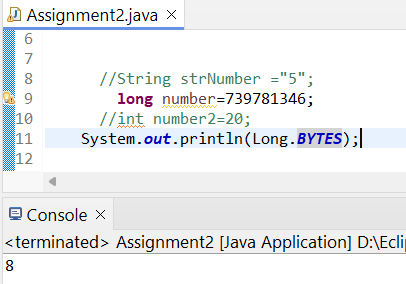 Assignment2.java
6
7
8 //String strNumber ="5";
9 long number=739781346;
10 //int number2=20;
11 System.out.println(Long.BYTES);
12
Console
<terminated> Assignment2 [Java Application] D:\Ecli
8